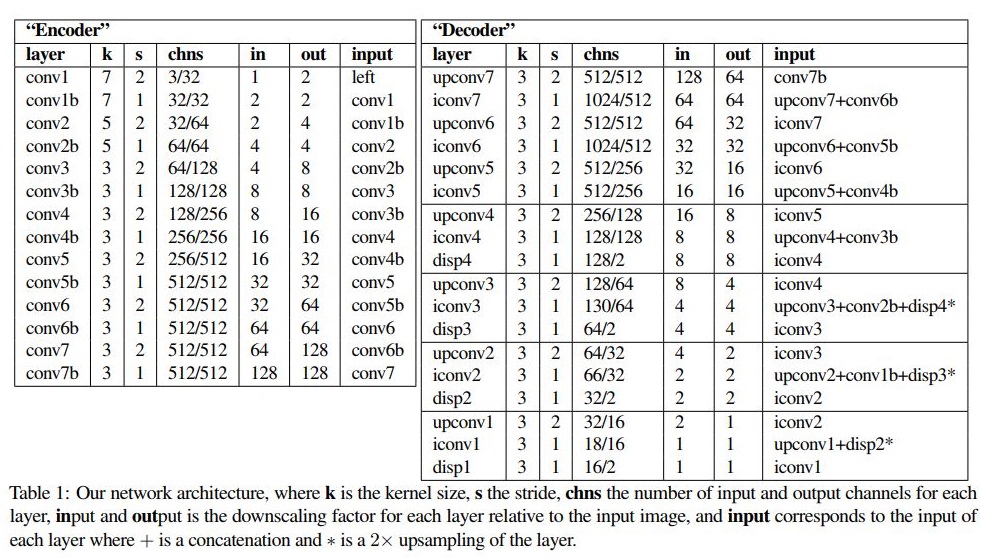 “Encoder”
layer k s chns in out input
conv1 7 2 3/32 1 2 left
conv1b 7 1 32/32 2 2 conv1
conv2 5 2 32/64 2 4 conv1b
conv2b 5 1 64/64 4 4 conv2
conv3 3 2 64/128 4 8 conv2b
conv3b 3 1 128/128 8 8 conv3
conv4 3 2 128/256 8 16 conv3b
conv4b 3 1 256/256 16 16 conv4
conv5 3 2 256/512 16 32 conv4b
conv5b 3 1 512/512 32 32 conv5
conv6 3 2 512/512 32 64 conv5b
conv6b 3 1 512/512 64 64 conv6
conv7 3 2 512/512 64 128 conv6b
conv7b 3 1 512/512 128 128 conv7
“Decoder”
layer k s chns in out input
upconv7 3 2 512/512 128 64 conv7b
iconv7 3 1 1024/512 64 64 upconv7+conv6b
upconv6 3 2 512/512 64 32 iconv7
iconv6 3 1 1024/512 32 32 upconv6+conv5b
upconv5 3 2 512/256 32 16 iconv6
iconv5 3 1 512/256 16 16 upconv5+conv4b
upconv4 3 2 256/128 16 8 iconv5
iconv4 3 1 128/128 8 8 upconv4+conv3b
disp4 3 1 128/2 8 8 iconv4
upconv3 3 2 128/64 8 4 iconv4
iconv3 3 1 130/64 4 4 upconv3+conv2b+disp4*
disp3 3 1 64/2 4 4 iconv3
upconv2 3 2 64/32 4 2 iconv3
iconv2 3 1 66/32 2 2 upconv2+conv1b+disp3*
disp2 3 1 32/2 2 2 iconv2
upconv1 3 2 32/16 2 1 iconv2
iconv1 3 1 18/16 1 1 upconv1+disp2*
disp1 3 1 16/2 1 1 iconv1
Table 1: Our network architecture, where k is the kernel size, s the stride, chns the number of input and output channels for each
layer, input and output is the downscaling factor for each layer relative to the input image, and input corresponds to the input of
each layer where + is a concatenation and * is a 2× upsampling of the layer.